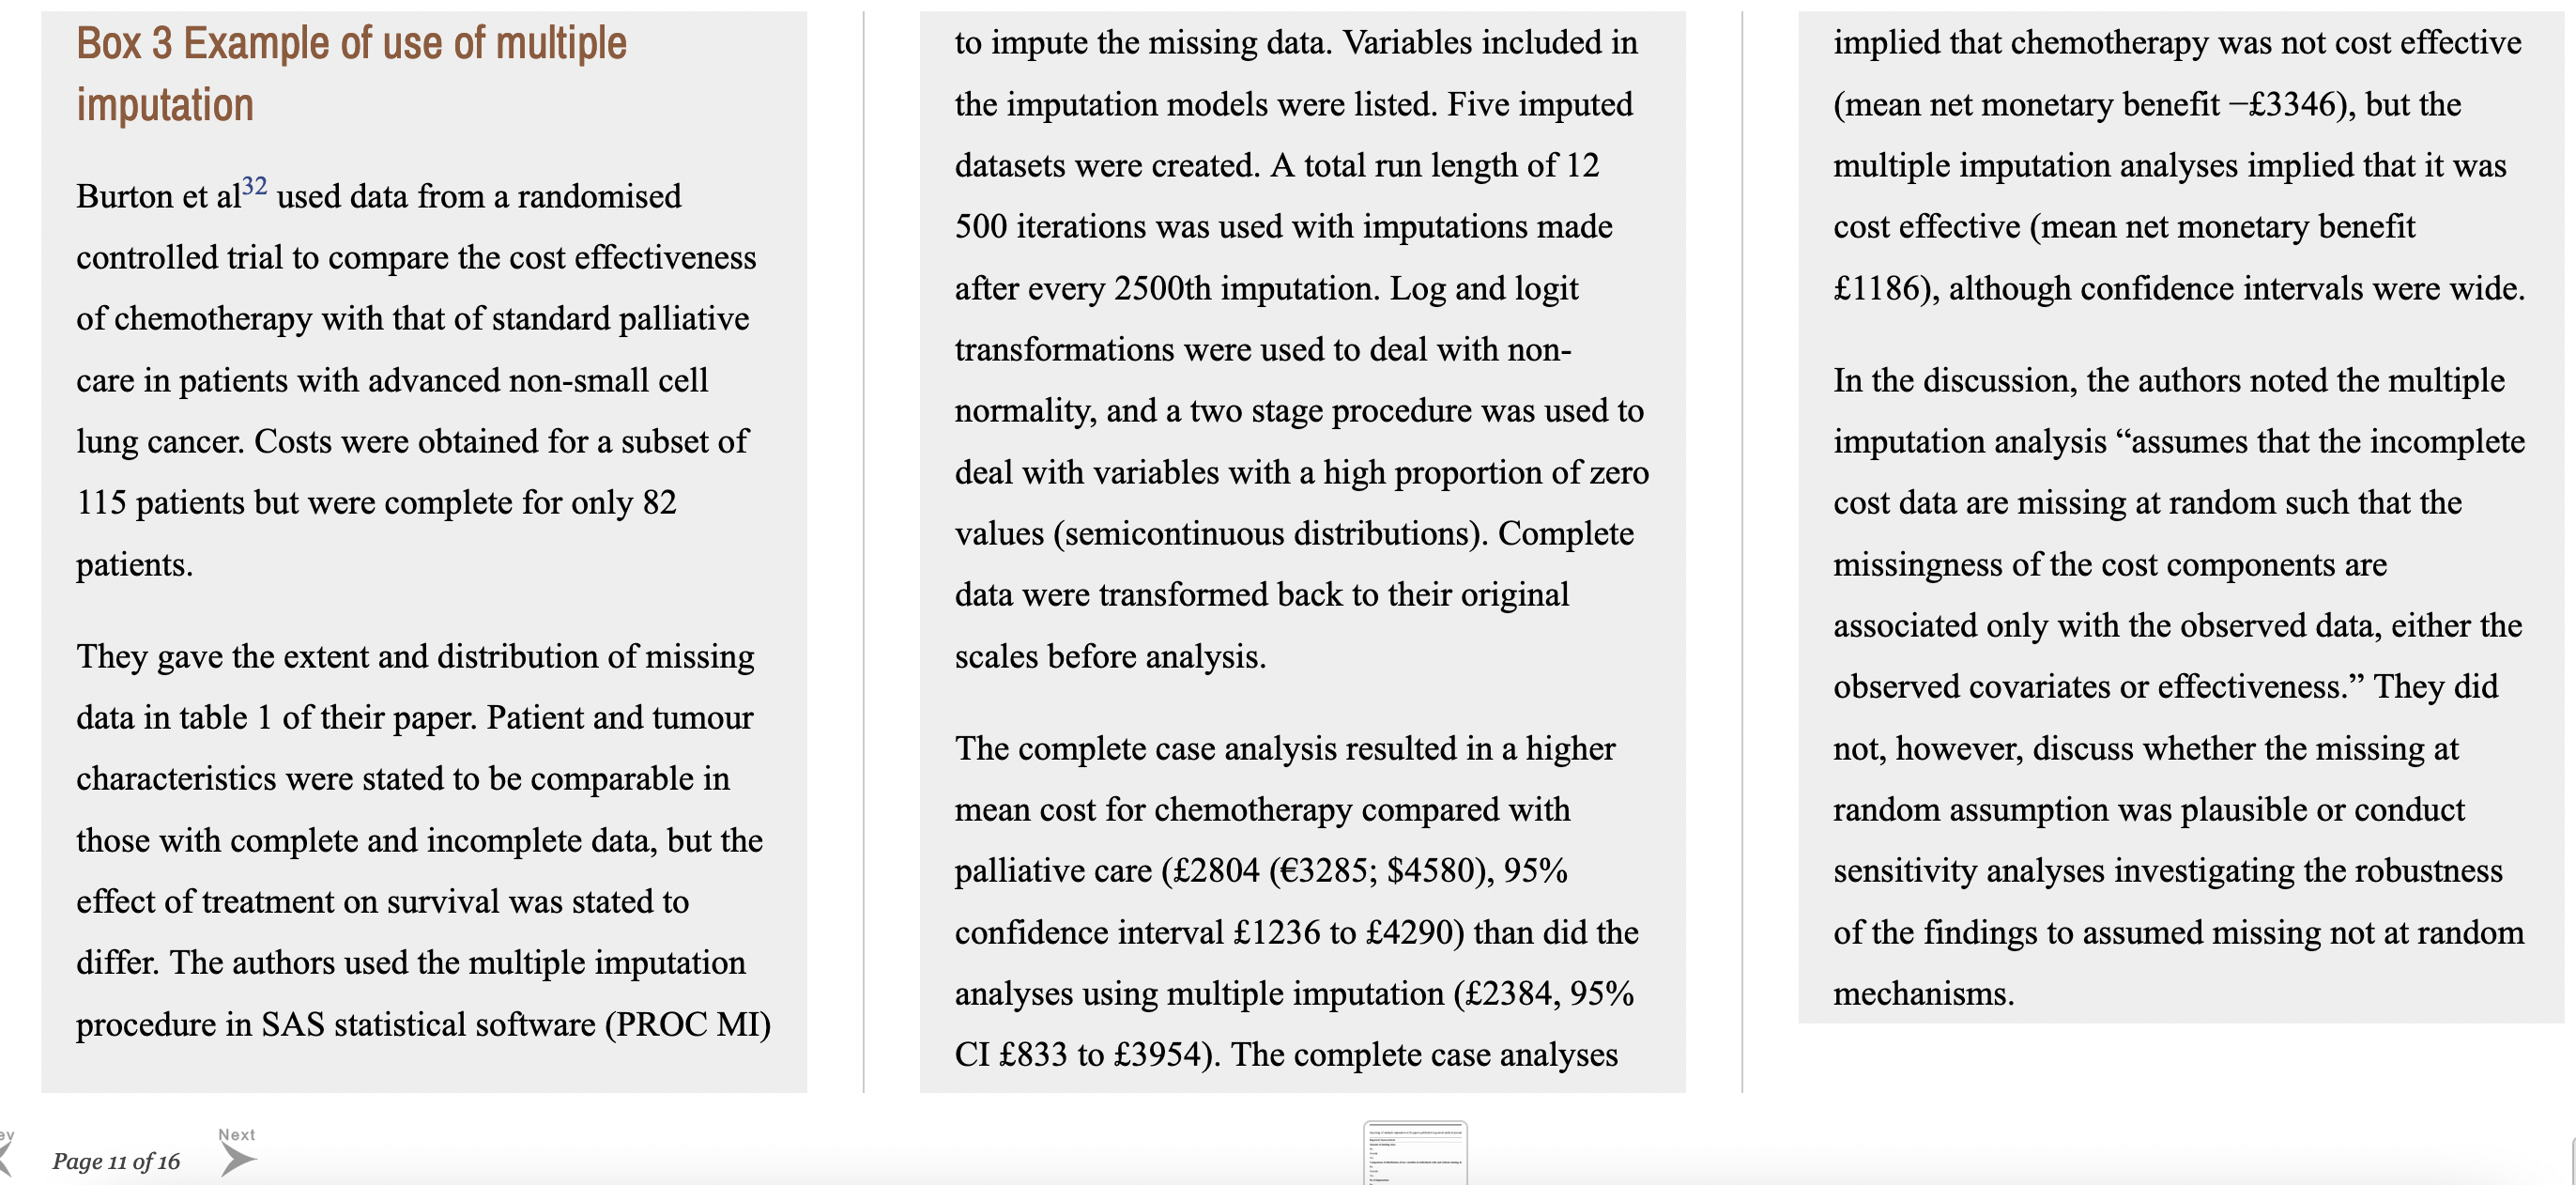 Box 3 Example of use of multiple
imputation
Burton et al32 used data from a randomised
controlled trial to compare the cost effectiveness
of chemotherapy with that of standard palliative
care in patients with advanced non-small cell
lung cancer. Costs were obtained for a subset of
115 patients but were complete for only 82
patients.
They gave the extent and distribution of missing
data in table 1 of their paper. Patient and tumour
characteristics were stated to be comparable in
those with complete and incomplete data, but the
effect of treatment on survival was stated to
differ. The authors used the multiple imputation
procedure in SAS statistical software (PROC MI)
to impute the missing data. Variables included in
the imputation models were listed. Five imputed
datasets were created. A total run length of 12
500 iterations was used with imputations made
after every 2500th imputation. Log and logit
transformations were used to deal with non-
normality, and a two stage procedure was used to
deal with variables with a high proportion of zero
values (semicontinuous distributions). Complete
data were transformed back to their original
scales before analysis.
The complete case analysis resulted in a higher
mean cost for chemotherapy compared with
palliative care (£2804 (€3285; $4580), 95%
confidence interval £1236 to £4290) than did the
analyses using multiple imputation (£2384, 95%
CI £833 to £3954). The complete case analyses
implied that chemotherapy was not cost effective
(mean net monetary benefit −£3346), but the
multiple imputation analyses implied that it was
cost effective (mean net monetary benefit
£1186), although confidence intervals were wide.
In the discussion, the authors noted the multiple
imputation analysis “assumes that the incomplete
cost data are missing at random such that the
missingness of the cost components are
associated only with the observed data, either the
observed covariates or effectiveness.” They did
not, however, discuss whether the missing at
random assumption was plausible or conduct
sensitivity analyses investigating the robustness
of the findings to assumed missing not at random
mechanisms.
Page 11 of 16
Next